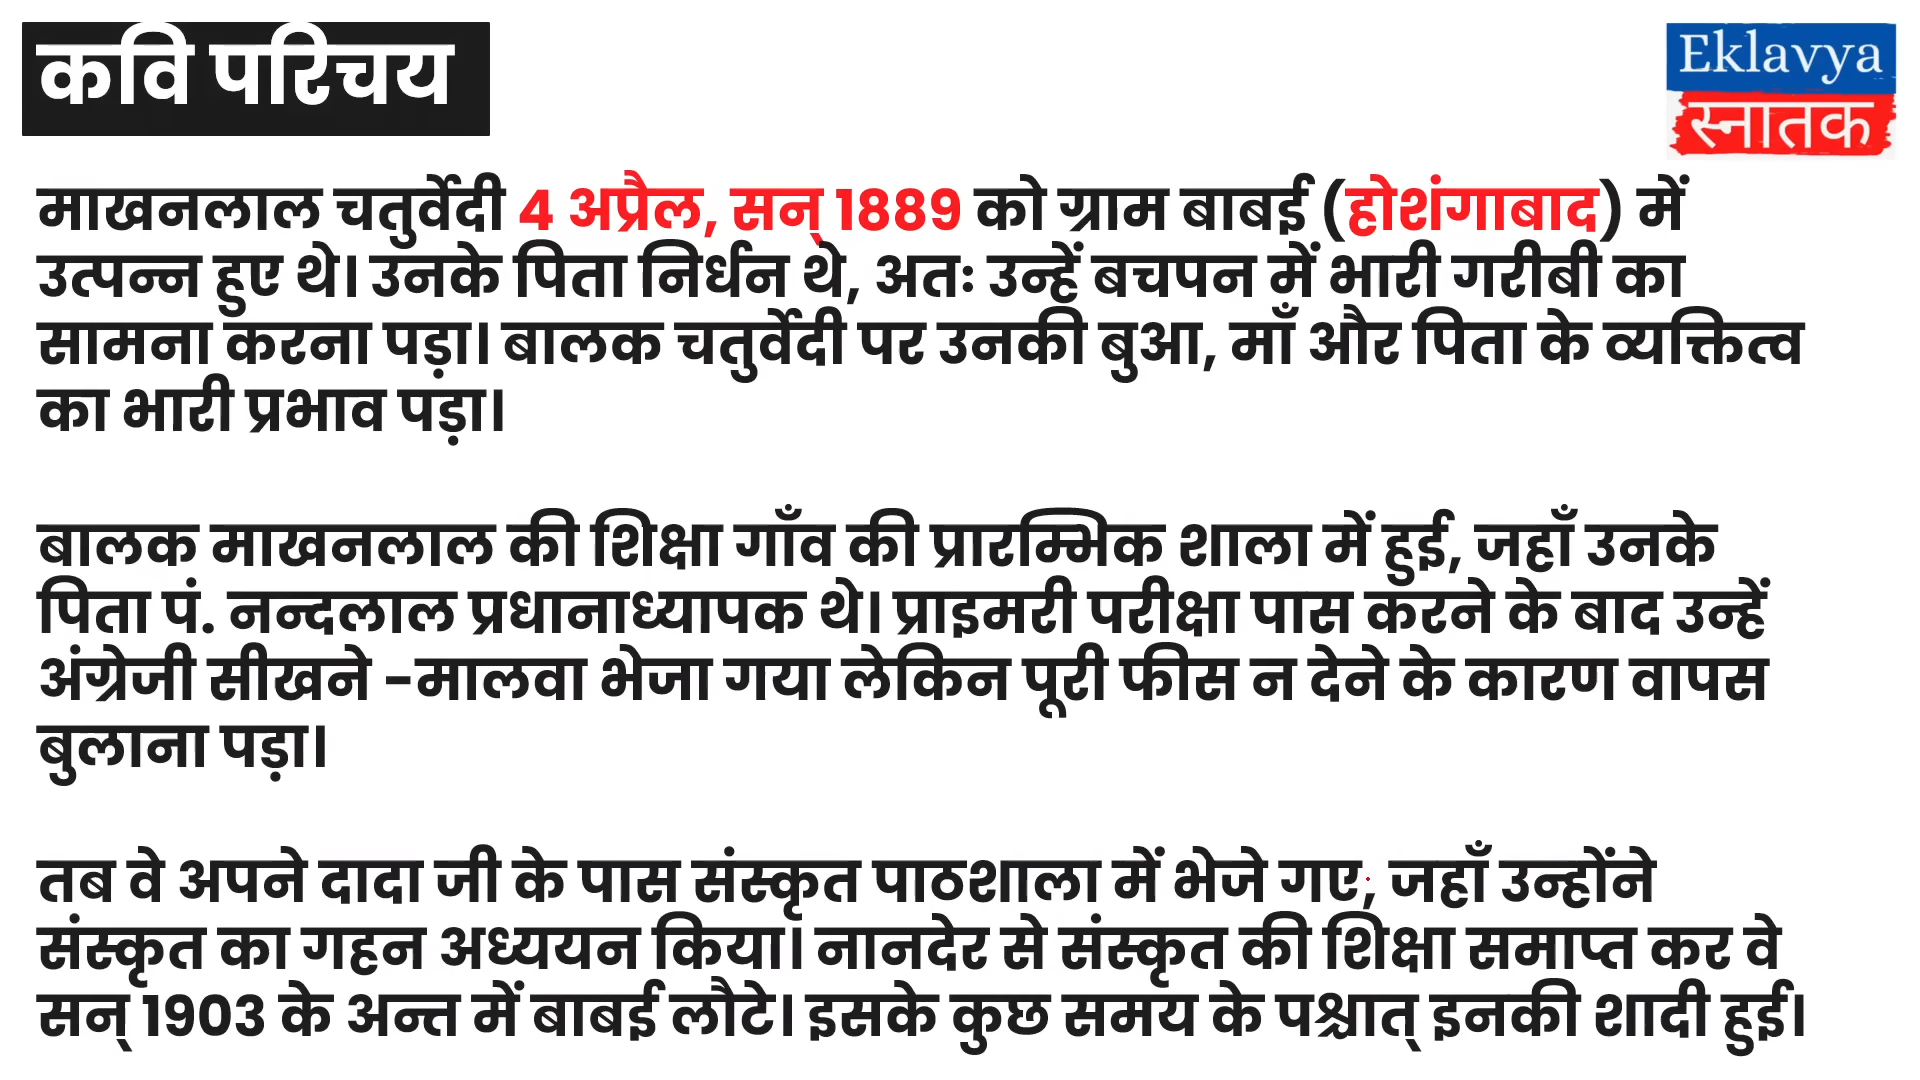 कवि परिचय
Eklavya
स्नातक
माखनलाल चतुर्वेदी 4 अप्रैल, सन् 1889 को ग्राम बाबई (होशंगाबाद) में
उत्पन्न हुए थे। उनके पिता निर्धन थे, अतः उन्हें बचपन में भारी गरीबी का
सामना करना पड़ा। बालक चतुर्वेदी पर उनकी बुआ, माँ और पिता के व्यक्तित्व
का भारी प्रभाव पड़ा।
बालक माखनलाल की शिक्षा गाँव की प्रारम्भिक शाला में हुई, जहाँ उनके
पिता पं. नन्दलाल प्रधानाध्यापक थे। प्राइमरी परीक्षा पास करने के बाद उन्हें
अंग्रेजी सीखने -मालवा भेजा गया लेकिन पूरी फीस न देने के कारण वापस
बुलाना पड़ा।
तब वे अपने दादा जी के पास संस्कृत पाठशाला में भेजे गए, जहाँ उन्होंने
संस्कृत का गहन अध्ययन किया। नानदेर से संस्कृत की शिक्षा समाप्त कर वे
सन् 1903 के अन्त में बाबई लौटे। इसके कुछ समय के पश्चात् इनकी शादी हुई।